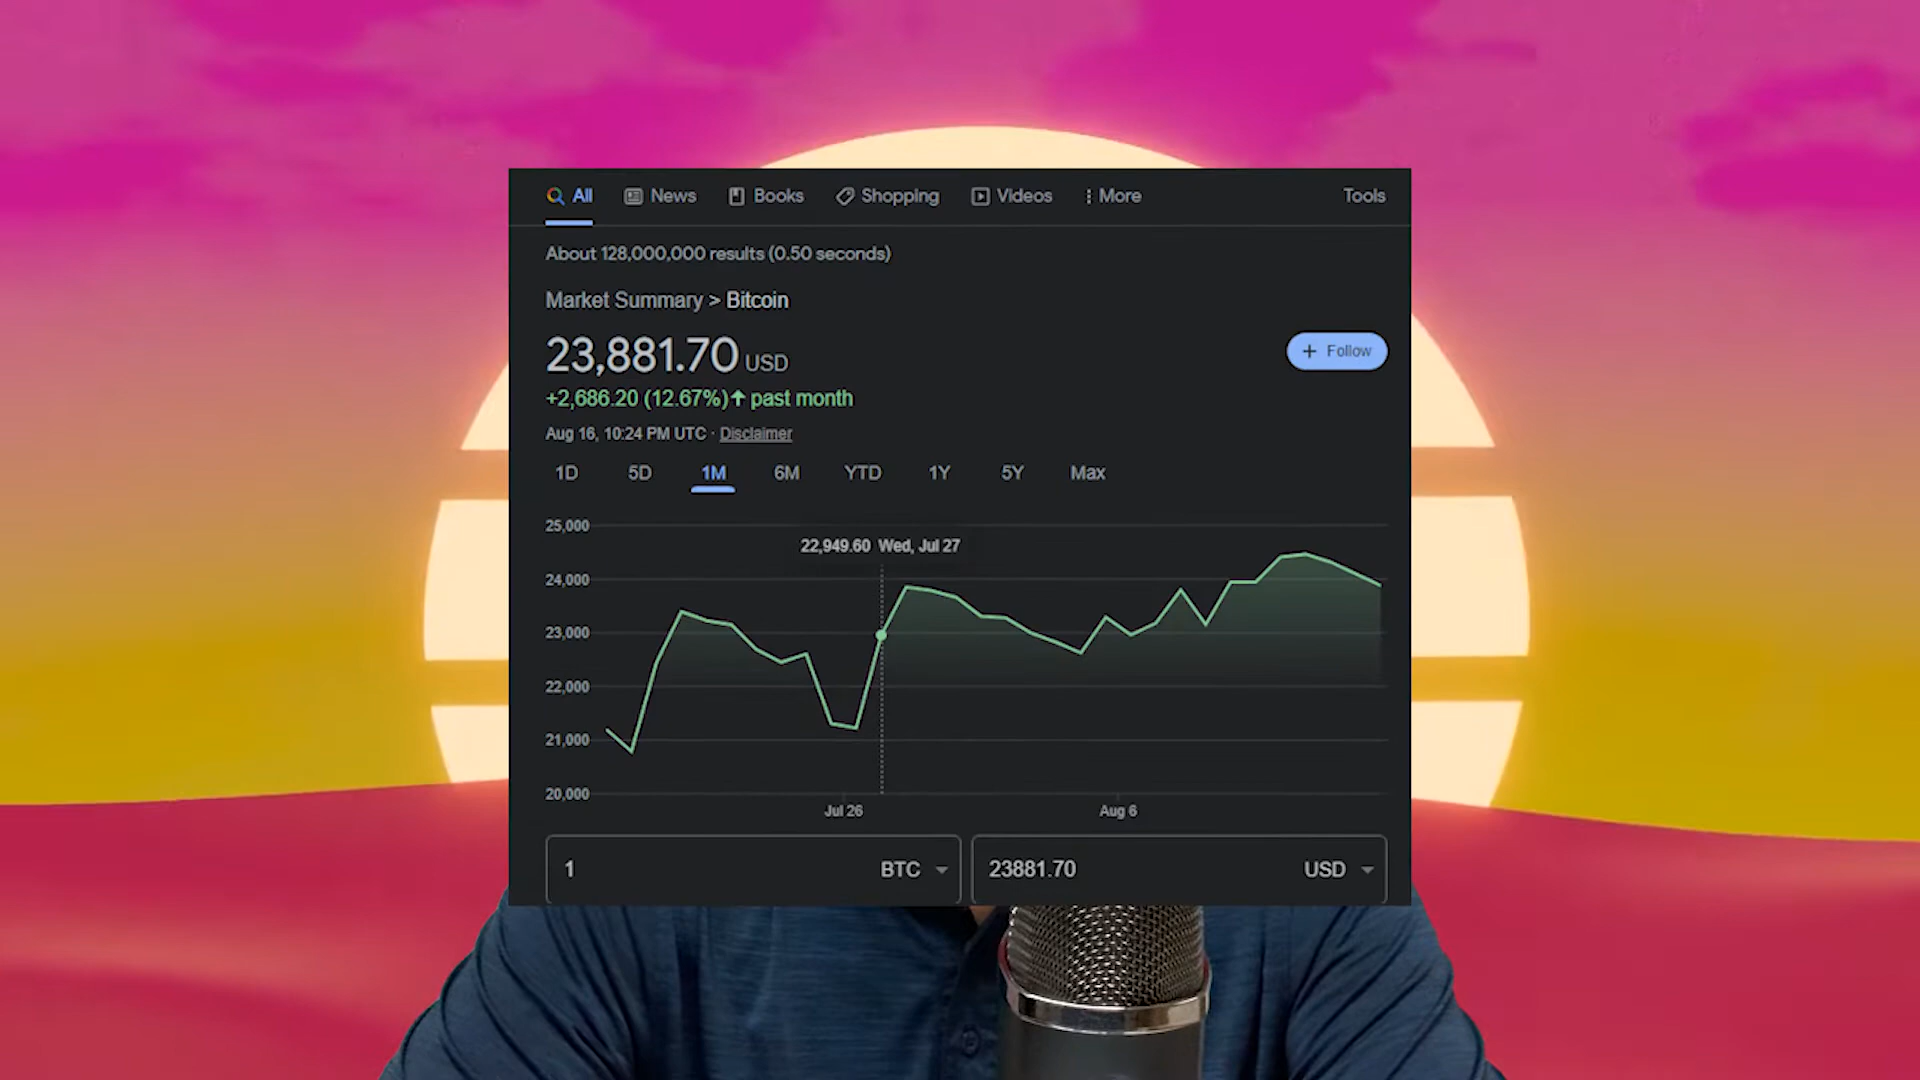 All News Books Shopping Videos More Tools
About 128,000,000 results (0.50 seconds)
Market Summary > Bitcoin
23,881.70 USD
+ Follow
+2,686.20 (12.67%) ↑ past month
Aug 16, 10:24 PM UTC · Disclaimer
1D 5D 1M 6M YTD 1Y 5Y Max
25,000
22,949.60 Wed, Jul 27
24,000
23,000
22,000
21,000
20,000
Jul 26 Aug 6
1 BTC 23881.70 USD